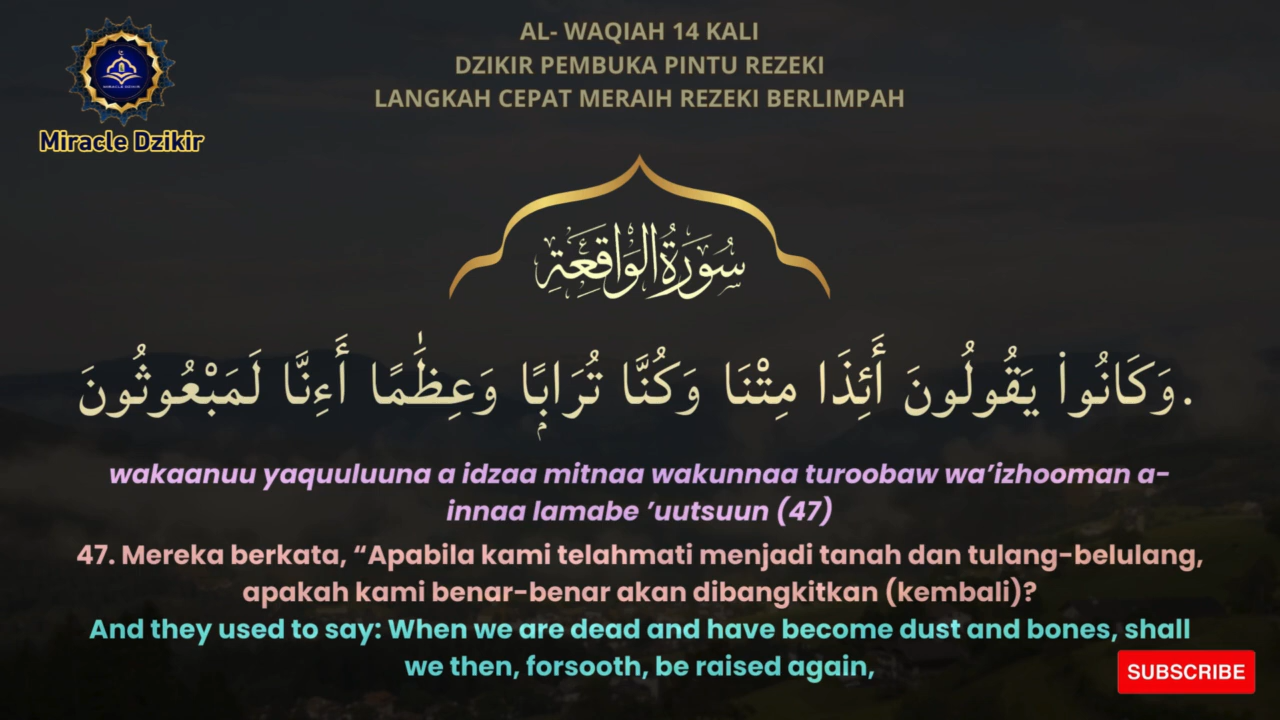 AL- WAQIAH 14 KALI
DZIKIR PEMBUKA PINTU REZEKI
LANGKAH CEPAT MERAIH REZEKI BERLIMPAH
Miracle Dzikir
سُورَةُ الْوَاقِعَةِ
وَكَانُوا۟ يَقُولُونَ أَئِذَا مِتْنَا وَكُنَّا تُرَابًۭا وَعِظَـٰمًا أَءِنَّا لَمَبْعُوثُونَ.
wakaanuu yaquuluuna a idzaa mitnaa wakunnaa turoobaw wa’izhooman a-
innaa lamabe ’uutsuun (47)
47. Mereka berkata, “Apabila kami telahmati menjadi tanah dan tulang-belulang,
apakah kami benar-benar akan dibangkitkan (kembali)?
And they used to say: When we are dead and have become dust and bones, shall
we then, forsooth, be raised again,
SUBSCRIBE